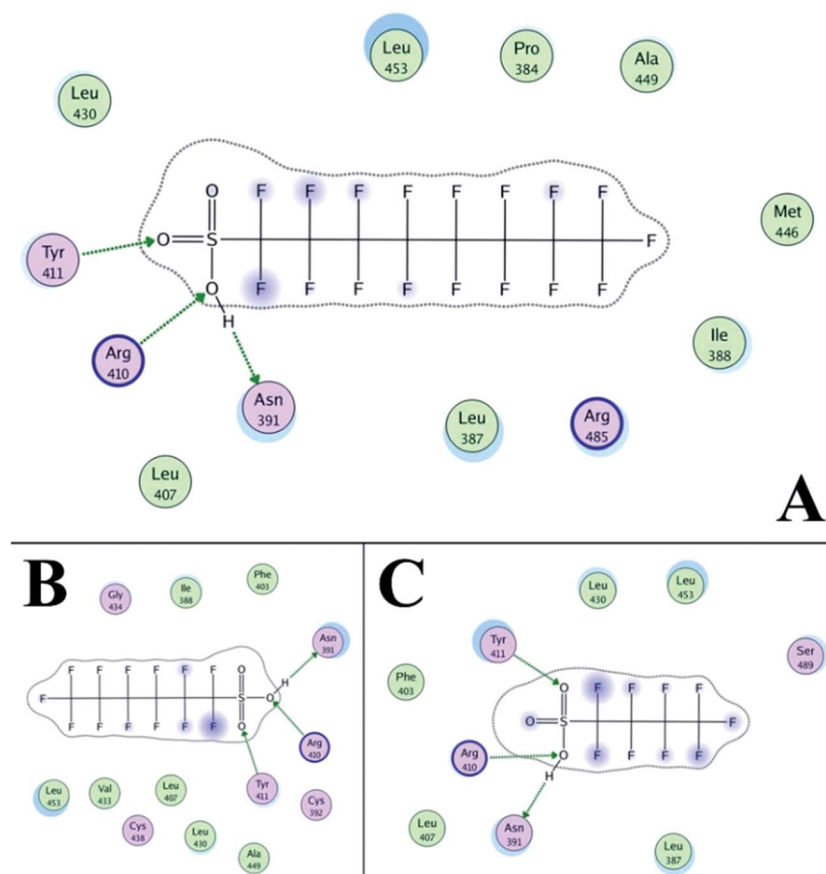 Leu
453
Pro
384
Ala
449
Leu
430
O F F F F F F F F
Met
446
O S F
Tyr
411
O F F F F F F F F
H
Arg
410
Ile
388
Asn
391
Leu
387
Arg
485
Leu
407
A
B
Gly
434
Ile
388
Phe
403
Asn
391
F F F F F F O
H
F S O
F F F F F F O
Arg
410
Leu
453
Val
433
Leu
407
Tyr
411
Cys
392
Cys
438
Leu
430
Ala
449
C
Leu
430
Leu
453
Tyr
411
Ser
489
Phe
403
O F F F F
O S F
Arg
410
O F F F F
H
Leu
407
Asn
391
Leu
387